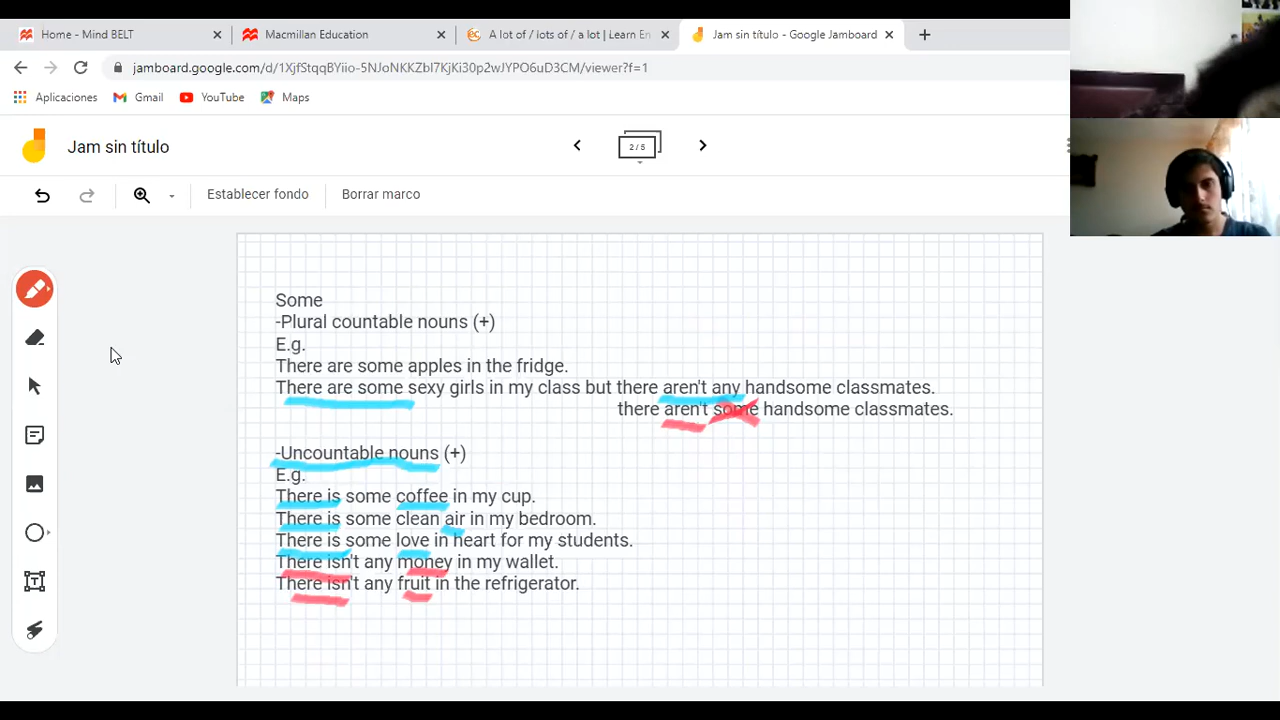 Home - Mind BELT
Macmillan Education
A lot of / lots of / a lot | Learn En
Jam sin título - Google Jamboard
jamboard.google.com/d/1XjfStqqBYiio-5NJoNKKZbl7KjKi30p2wJYPO6uD3CM/viewer?f=1
Aplicaciones
Gmail
YouTube
Maps
Jam sin título
2 / 5
Establecer fondo
Borrar marco
Some
-Plural countable nouns (+)
E.g.
There are some apples in the fridge.
There are some sexy girls in my class but there aren't any handsome classmates.
there aren't some handsome classmates.
-Uncountable nouns (+)
E.g.
There is some coffee in my cup.
There is some clean air in my bedroom.
There is some love in heart for my students.
There isn't any money in my wallet.
There isn't any fruit in the refrigerator.